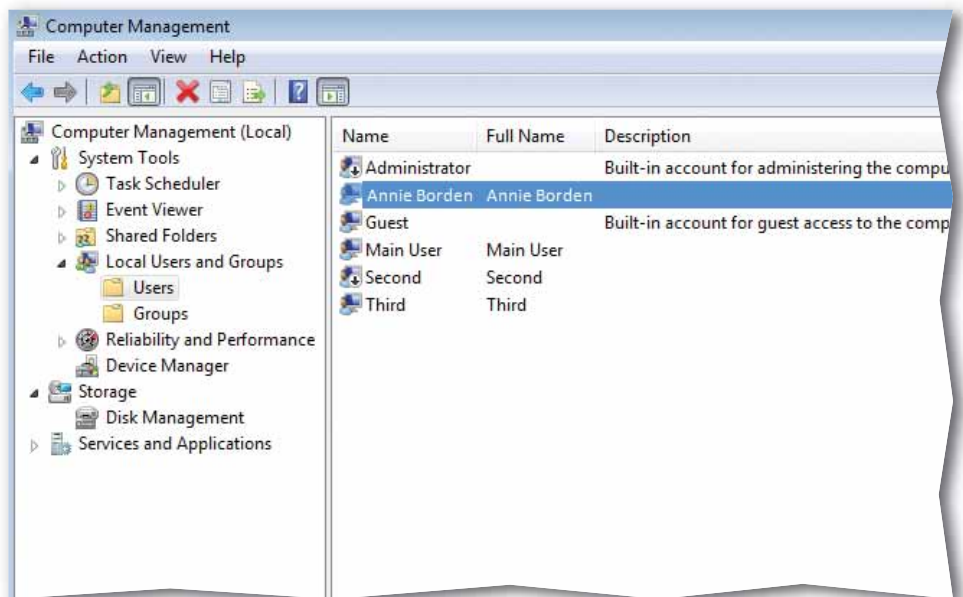 Computer Management
File Action View Help
Computer Management (Local)
System Tools
Task Scheduler
Event Viewer
Shared Folders
Local Users and Groups
Users
Groups
Reliability and Performance
Device Manager
Storage
Disk Management
Services and Applications
Name Full Name Description
Administrator Built-in account for administering the compu
Annie Borden Annie Borden
Guest Built-in account for guest access to the comp
Main User Main User
Second Second
Third Third